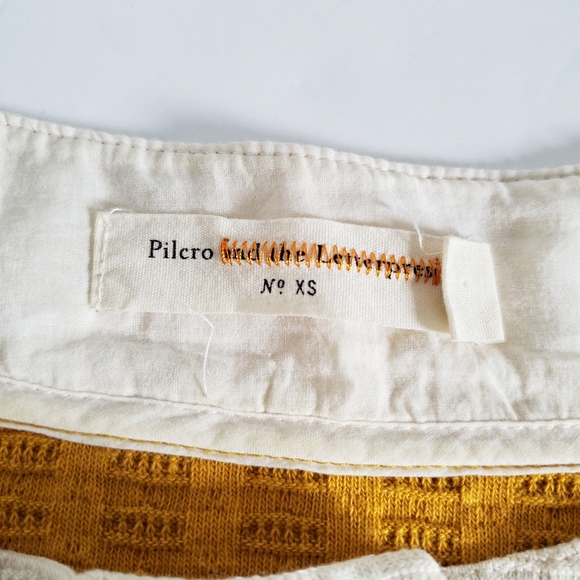 Pilcro and the Letterpress
Nº XS